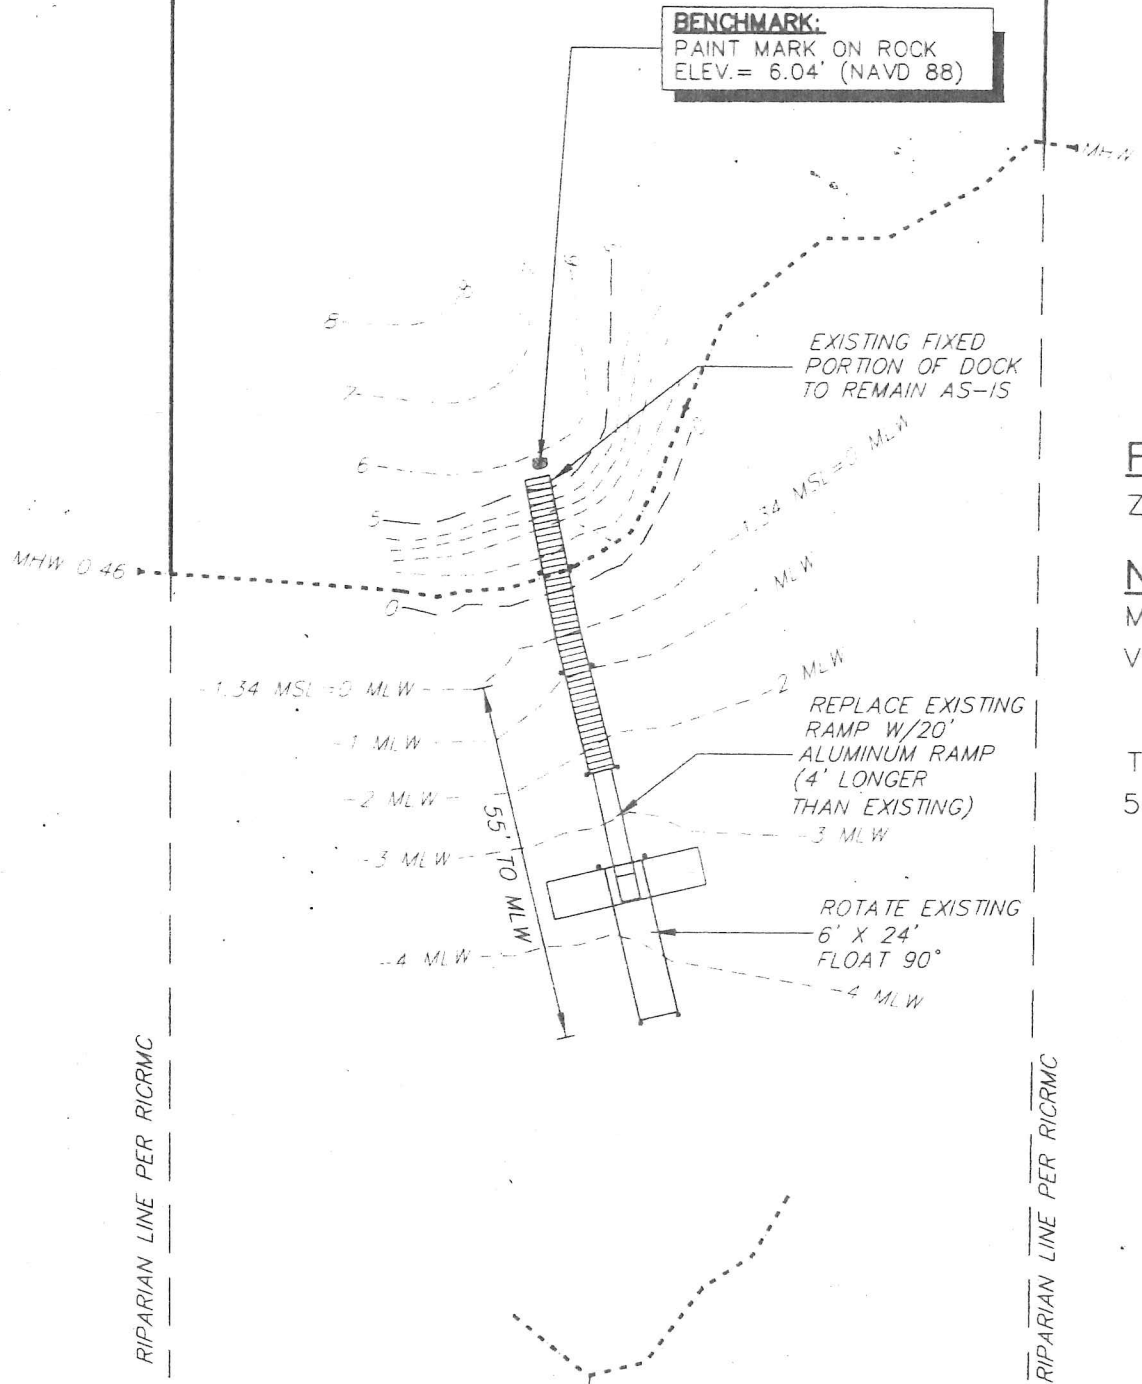 BENCHMARK:
PAINT MARK ON ROCK
ELEV.= 6.04' (NAVD 88)
MHW
8
7
6
5
EXISTING FIXED
PORTION OF DOCK
TO REMAIN AS-IS
MHW 0.46
0
-1.34 MSL=0 MLW
-1 MLW
-2 MLW
-3 MLW
-4 MLW
-1.34 MSL=0 MLW
MLW
-2 MLW
REPLACE EXISTING
RAMP W/20'
ALUMINUM RAMP
(4' LONGER
THAN EXISTING)
-3 MLW
55' TO MLW
ROTATE EXISTING
6' X 24'
FLOAT 90°
-4 MLW
RIPARIAN LINE PER RICRMC
RIPARIAN LINE PER RICRMC
Z
N
M
V
T
5